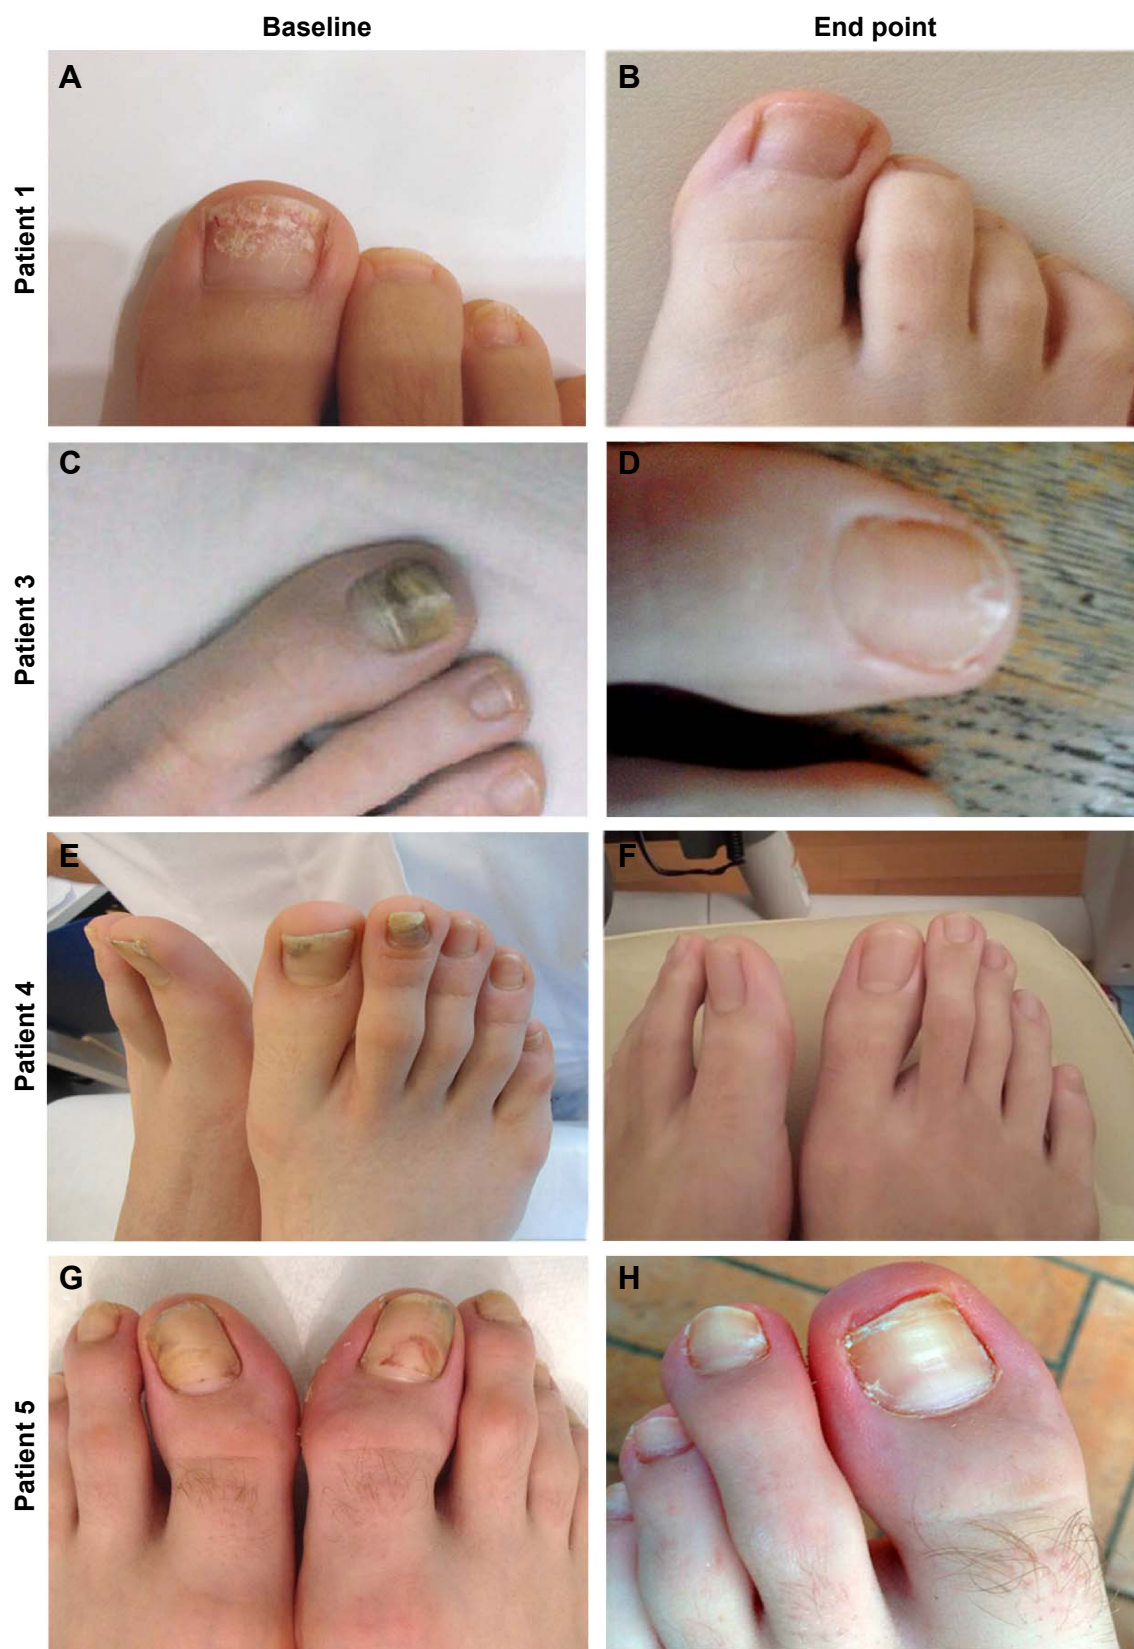 Baseline End point
A B
Patient 1
C D
Patient 3
E F
Patient 4
G H
Patient 5